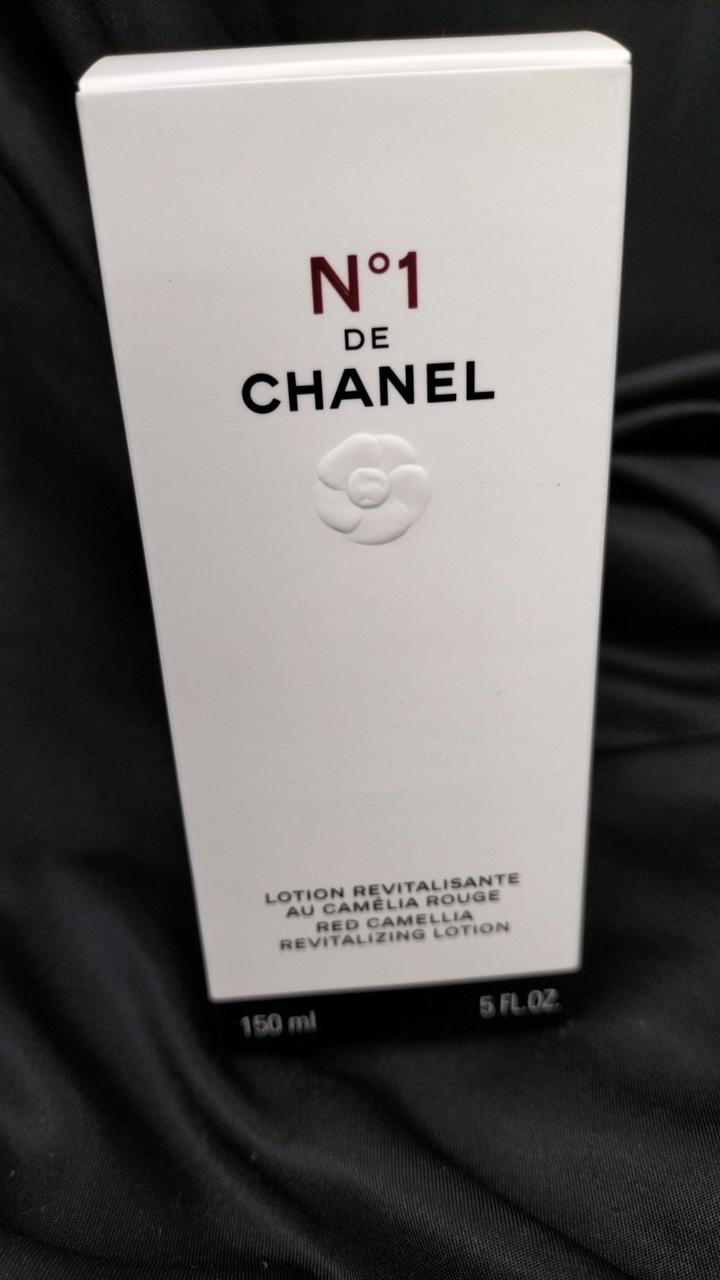 N°1
DE
CHANEL
LOTION REVITALISANTE
AU CAMÉLIA ROUGE
RED CAMELLIA
REVITALIZING LOTION
150 ml 5 FL.OZ.